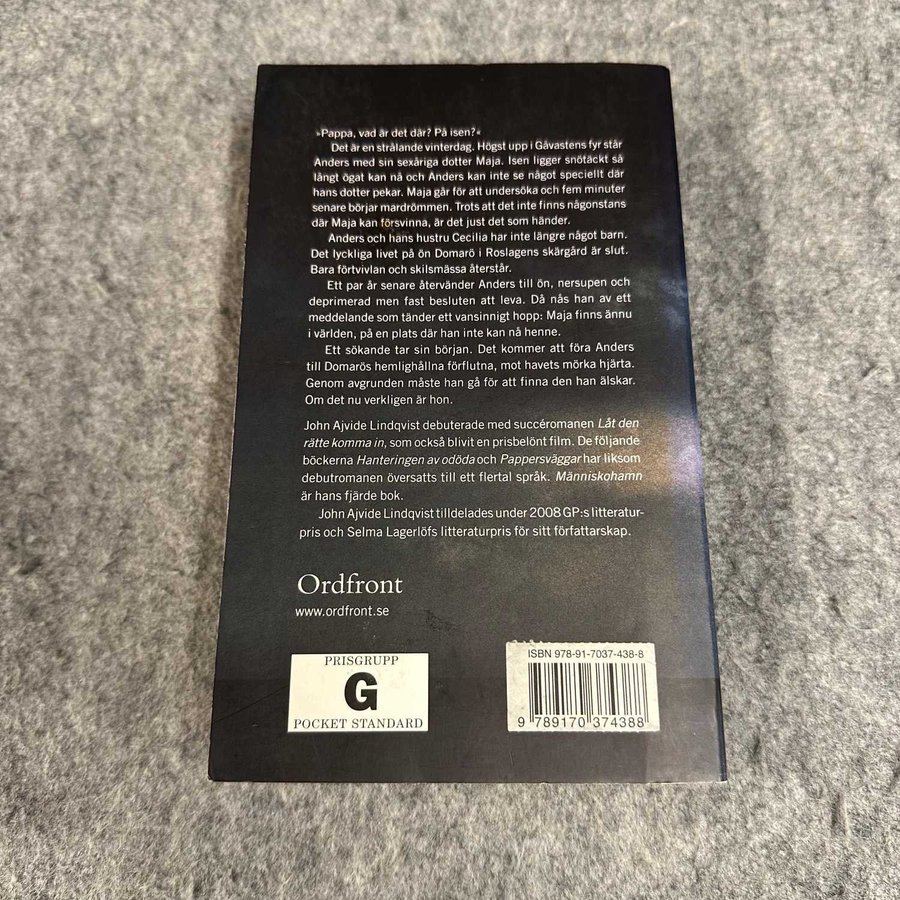 »Pappa, vad är det där? På isen?«
Det är en strålande vinterdag. Högst upp i Gåvastens fyr står
Anders med sin sexåriga dotter Maja. Isen ligger snötäckt så
långt ögat kan nå och Anders kan inte se något speciellt där
hans dotter pekar. Maja går för att undersöka och fem minuter
senare börjar mardrömmen. Trots att det inte finns någonstans
där Maja kan försvinna, är det just det som händer.
Anders och hans hustru Cecilia har inte längre något barn.
Det lyckliga livet på ön Domarö i Roslagens skärgård är slut.
Bara förtvivlan och skilsmässa återstår.
Ett par år senare återvänder Anders till ön, nersupen och
deprimerad men fast besluten att leva. Då nås han av ett
meddelande som tänder ett vansinnigt hopp: Maja finns ännu
i världen, på en plats där han inte kan nå henne.
Ett sökande tar sin början. Det kommer att föra Anders
till Domarös hemlighållna förflutna, mot havets mörka hjärta.
Genom avgrunden måste han gå för att finna den han älskar.
Om det nu verkligen är hon.
John Ajvide Lindqvist debuterade med succéromanen Låt den
rätte komma in, som också blivit en prisbelönt film. De följande
böckerna Hanteringen av odöda och Pappersväggar har liksom
debutromanen översatts till ett flertal språk. Människohamn
är hans fjärde bok.
John Ajvide Lindqvist tilldelades under 2008 GP:s litteratur-
pris och Selma Lagerlöfs litteraturpris för sitt författarskap.
Ordfront
www.ordfront.se
PRISGRUPP
G
POCKET STANDARD
ISBN 978-91-7037-438-8
9 789170 374388